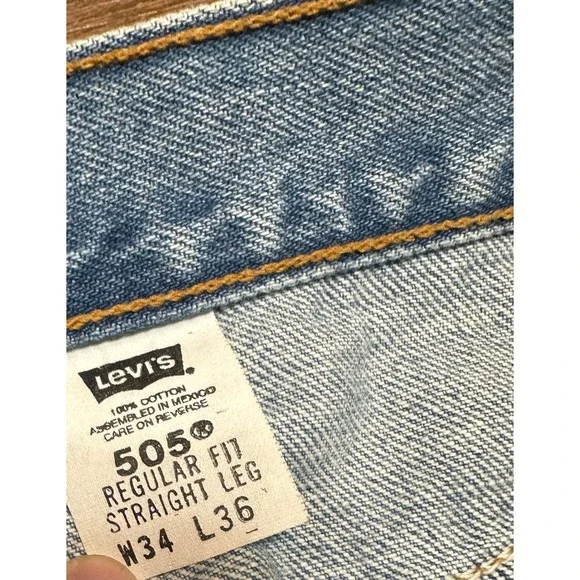 Levi's®
100% COTTON
ASSEMBLED IN MEXICO
CARE ON REVERSE
505®
REGULAR FIT
STRAIGHT LEG
W34 L36